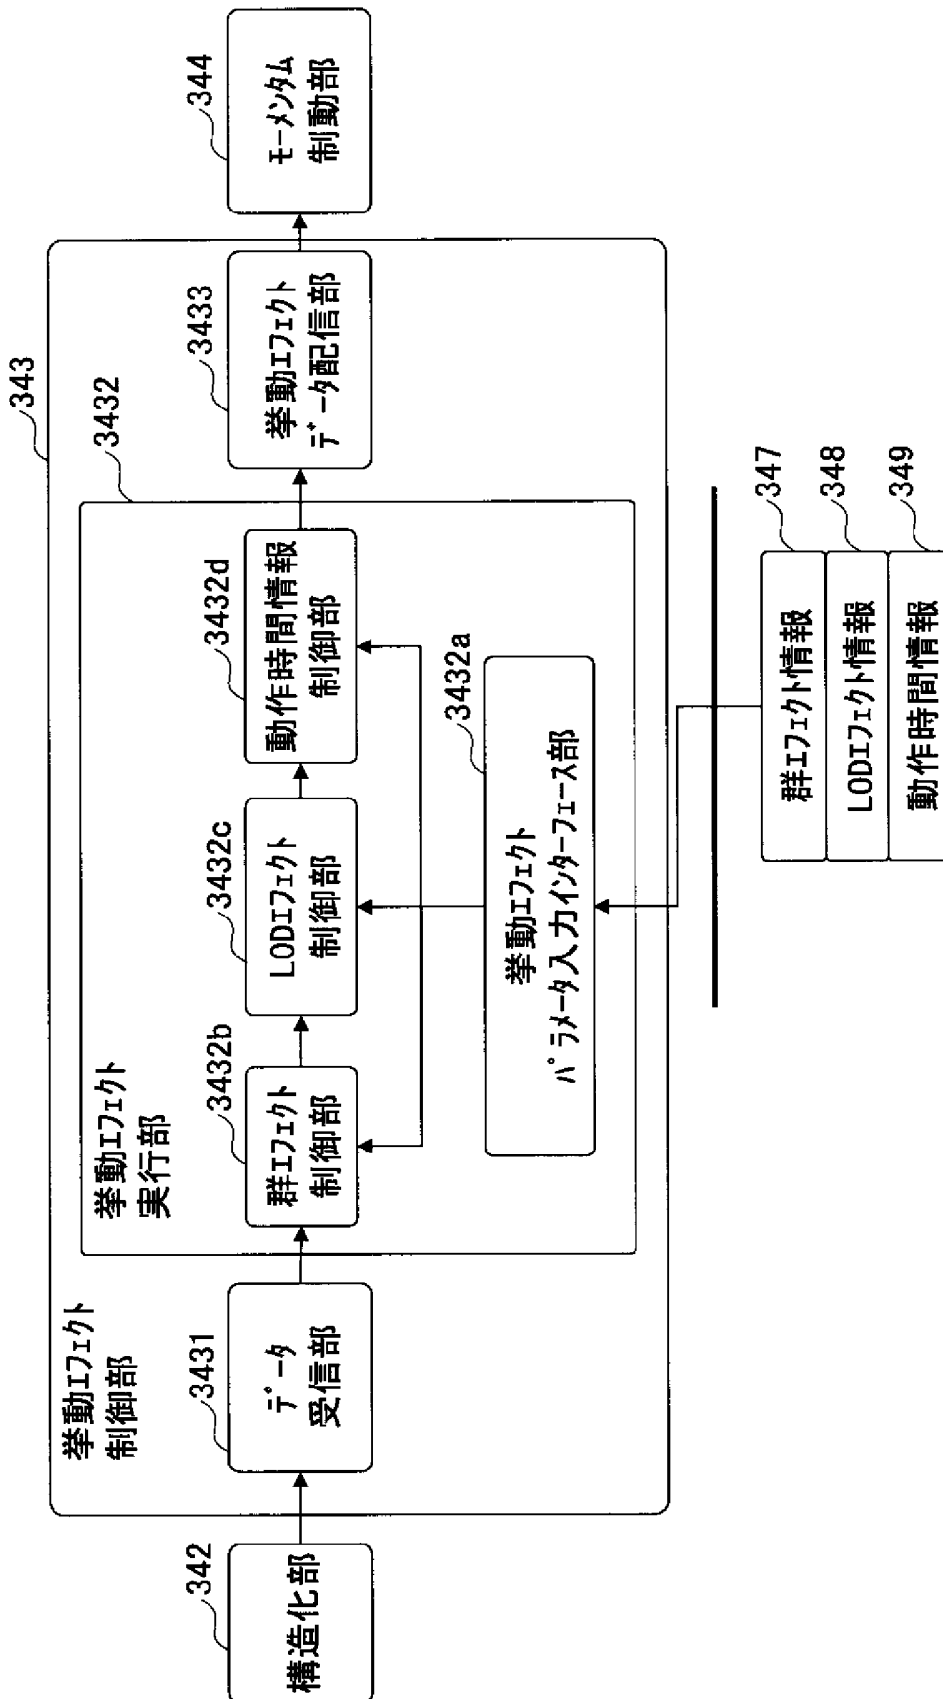 343
挙動エフェクト
制御部
3432
挙動エフェクト
実行部
342
構造化部
3431
データ
受信部
3432b
群エフェクト
制御部
3432c
LODエフェクト
制御部
3432d
動作時間情報
制御部
3433
挙動エフェクト
データ配信部
344
モーメンタム
制動部
3432a
挙動エフェクト
パラメータ入力インターフェース部
群エフェクト情報
347
LODエフェクト情報
348
動作時間情報
349